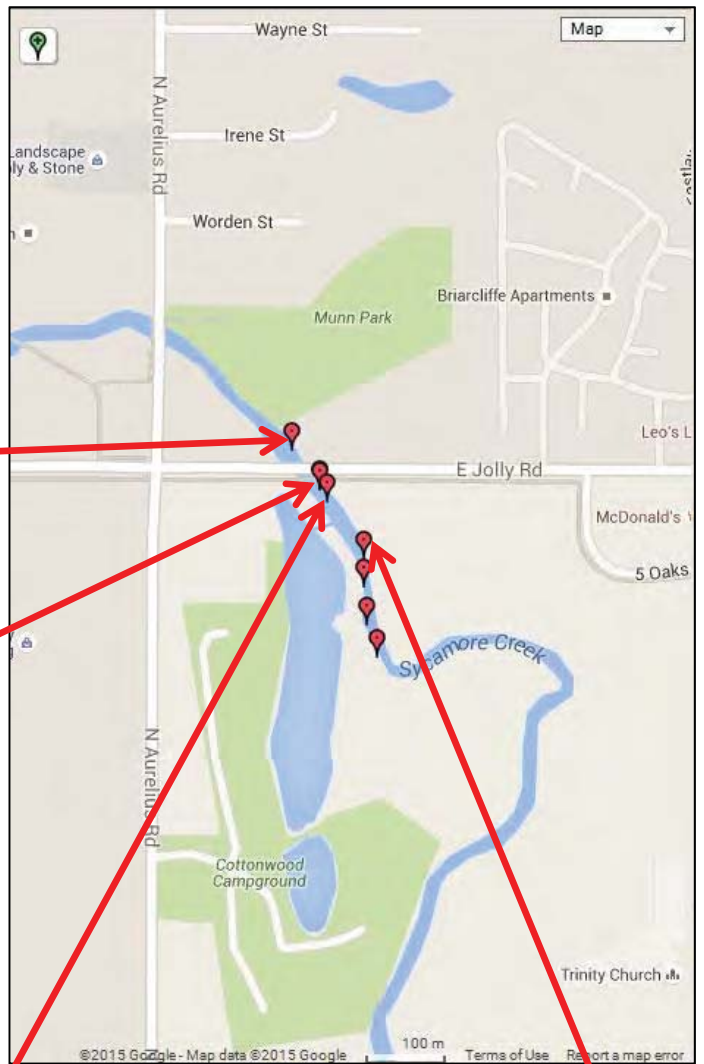 Wayne St
Map
N Aurelius Rd
Irene St
Landscape
ly & Stone
Worden St
Briarcliffe Apartments
Munn Park
Leo's L
E Jolly Rd
McDonald's
5 Oaks
Sycamore Creek
N Aurelius Rd
Cottonwood
Campground
Trinity Church
100 m
©2015 Google - Map data ©2015 Google
Terms of Use
Report a map error